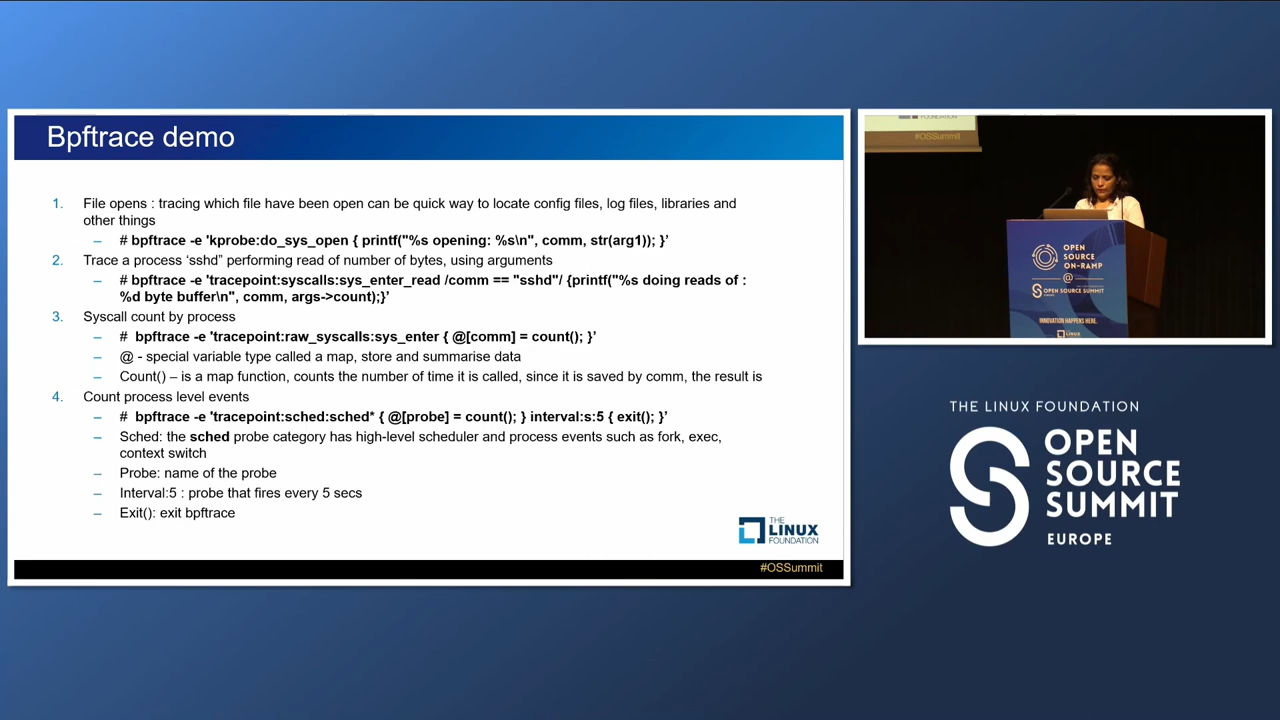 Bpftrace demo
1. File opens : tracing which file have been open can be quick way to locate config files, log files, libraries and
other things
– # bpftrace -e 'kprobe:do_sys_open { printf("%s opening: %s\n", comm, str(arg1)); }’
2. Trace a process ‘sshd” performing read of number of bytes, using arguments
– # bpftrace -e 'tracepoint:syscalls:sys_enter_read /comm == "sshd"/ {printf("%s doing reads of :
%d byte buffer\n", comm, args->count);}’
3. Syscall count by process
– # bpftrace -e 'tracepoint:raw_syscalls:sys_enter { @[comm] = count(); }’
– @ - special variable type called a map, store and summarise data
– Count() – is a map function, counts the number of time it is called, since it is saved by comm, the result is
4. Count process level events
– # bpftrace -e 'tracepoint:sched:sched* { @[probe] = count(); } interval:s:5 { exit(); }’
– Sched: the sched probe category has high-level scheduler and process events such as fork, exec,
context switch
– Probe: name of the probe
– Interval:5 : probe that fires every 5 secs
– Exit(): exit bpftrace
THE
LINUX
FOUNDATION
#OSSummit
FOUNDATION
#OSSummit
OPEN
SOURCE
ON-RAMP
@
OPEN SOURCE SUMMIT
INNOVATION HAPPENS HERE.
LINUX
THE LINUX FOUNDATION
OPEN
SOURCE
SUMMIT
EUROPE